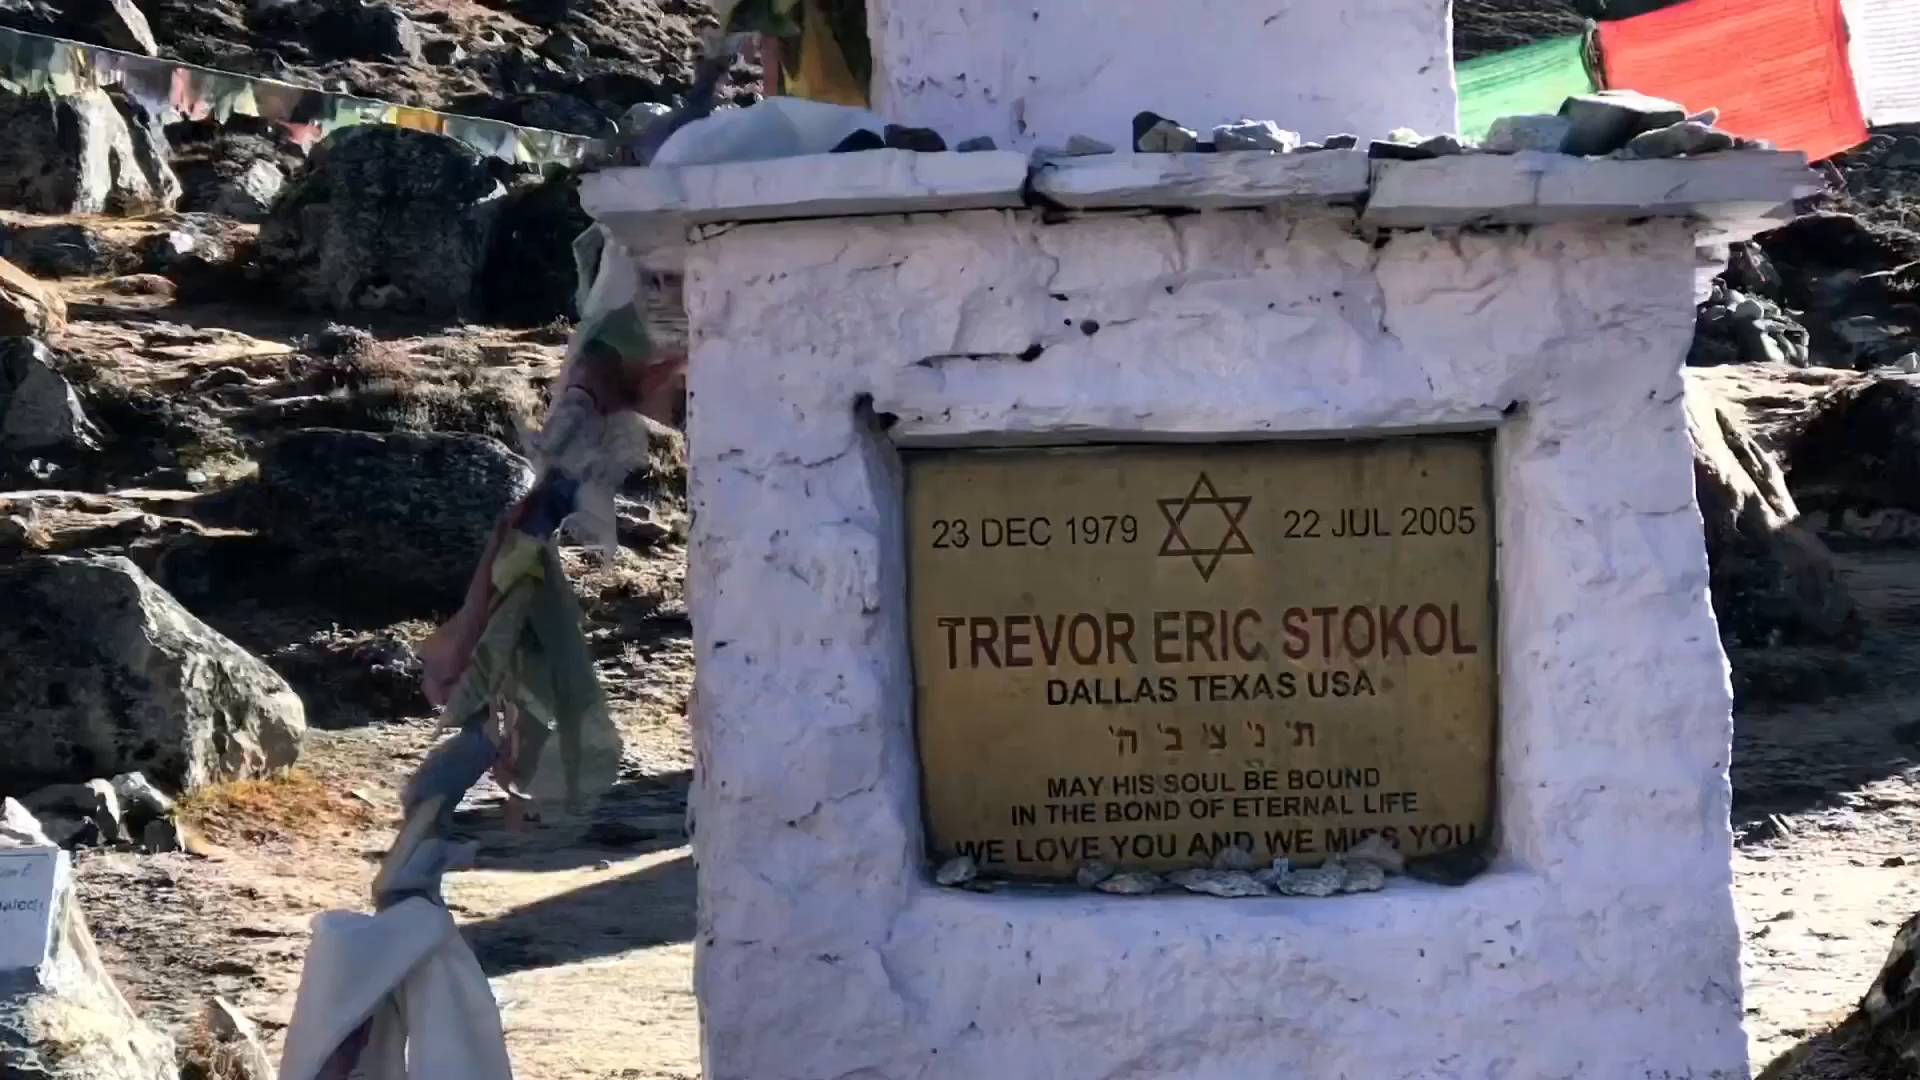 23 DEC 1979 22 JUL 2005
TREVOR ERIC STOKOL
DALLAS TEXAS USA
ת' נ' צ' ב' ה'
MAY HIS SOUL BE BOUND
IN THE BOND OF ETERNAL LIFE
WE LOVE YOU AND WE MISS YOU